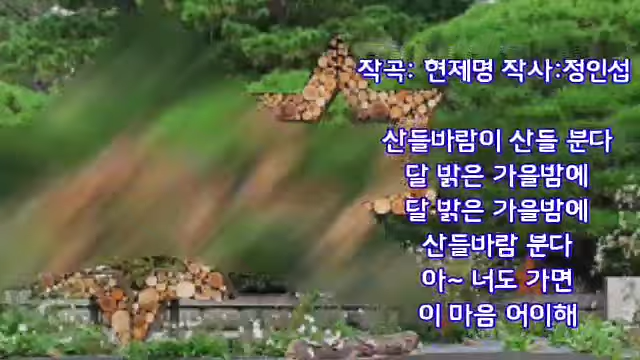 작곡: 현제명 작사:정인섭
산들바람이 산들 분다
달 밝은 가을밤에
달 밝은 가을밤에
산들바람 분다
아~ 너도 가면
이 마음 어이해